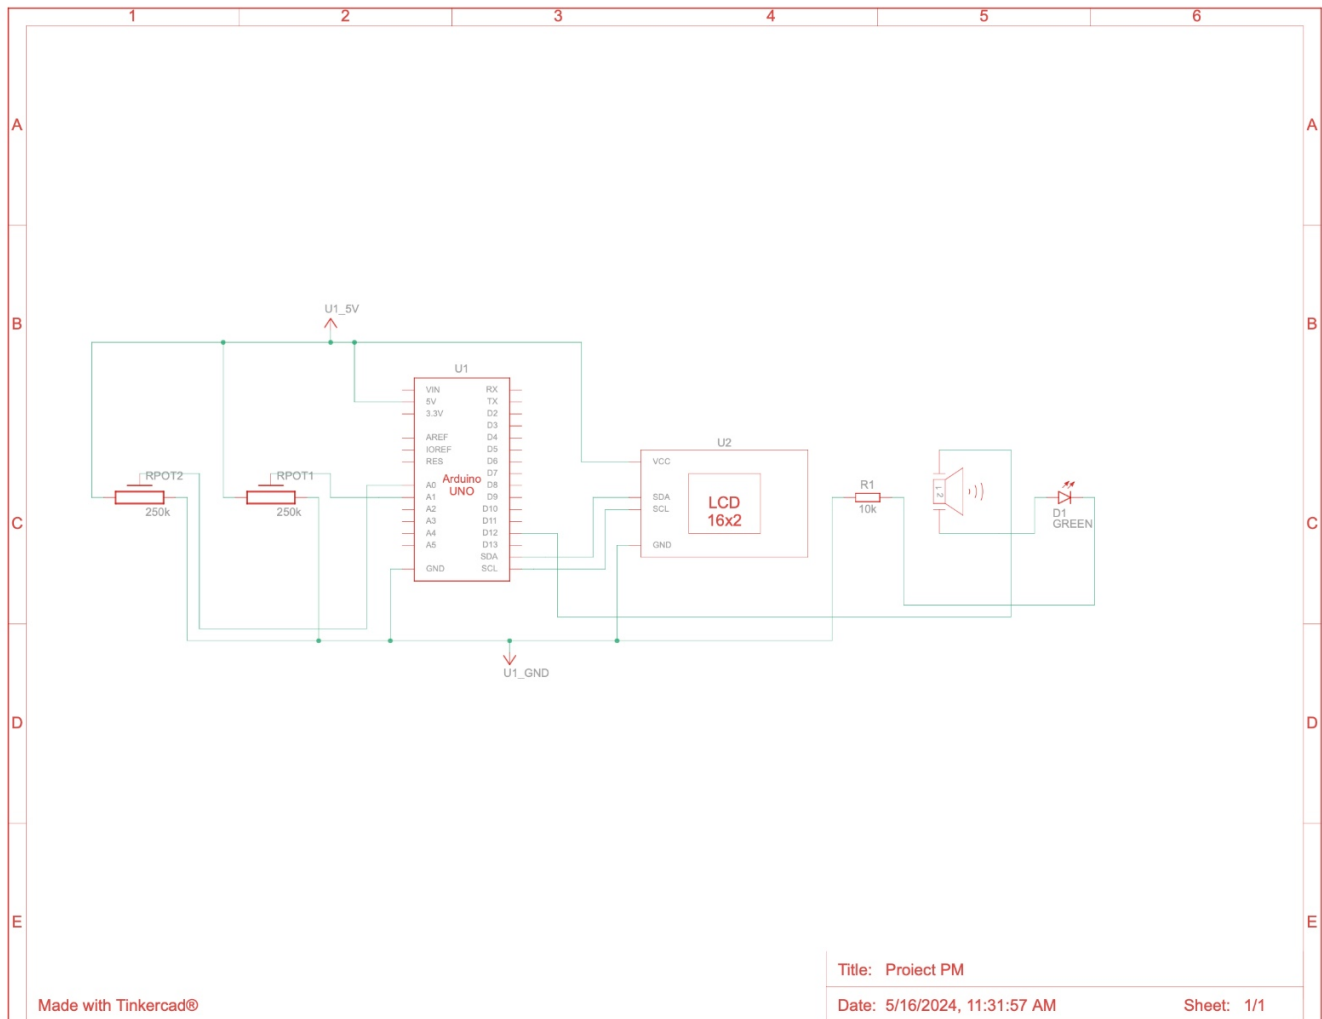 1 2 3 4 5 6
A A
U1_5V
B B
U1
VIN RX
5V TX
3.3V D2
D3
AREF D4
IOREF D5
RES D6
D7
Arduino
UNO
A0 D8
A1 D9
A2 D10
A3 D11
A4 D12
A5 D13
SDA
GND SCL
RPOT2
250k
RPOT1
250k
U2
VCC
SDA
SCL
GND
LCD
16x2
R1
10k
1 2
D1
GREEN
C C
U1_GND
D D
E E
Title: Proiect PM
Made with Tinkercad®
Date: 5/16/2024, 11:31:57 AM Sheet: 1/1